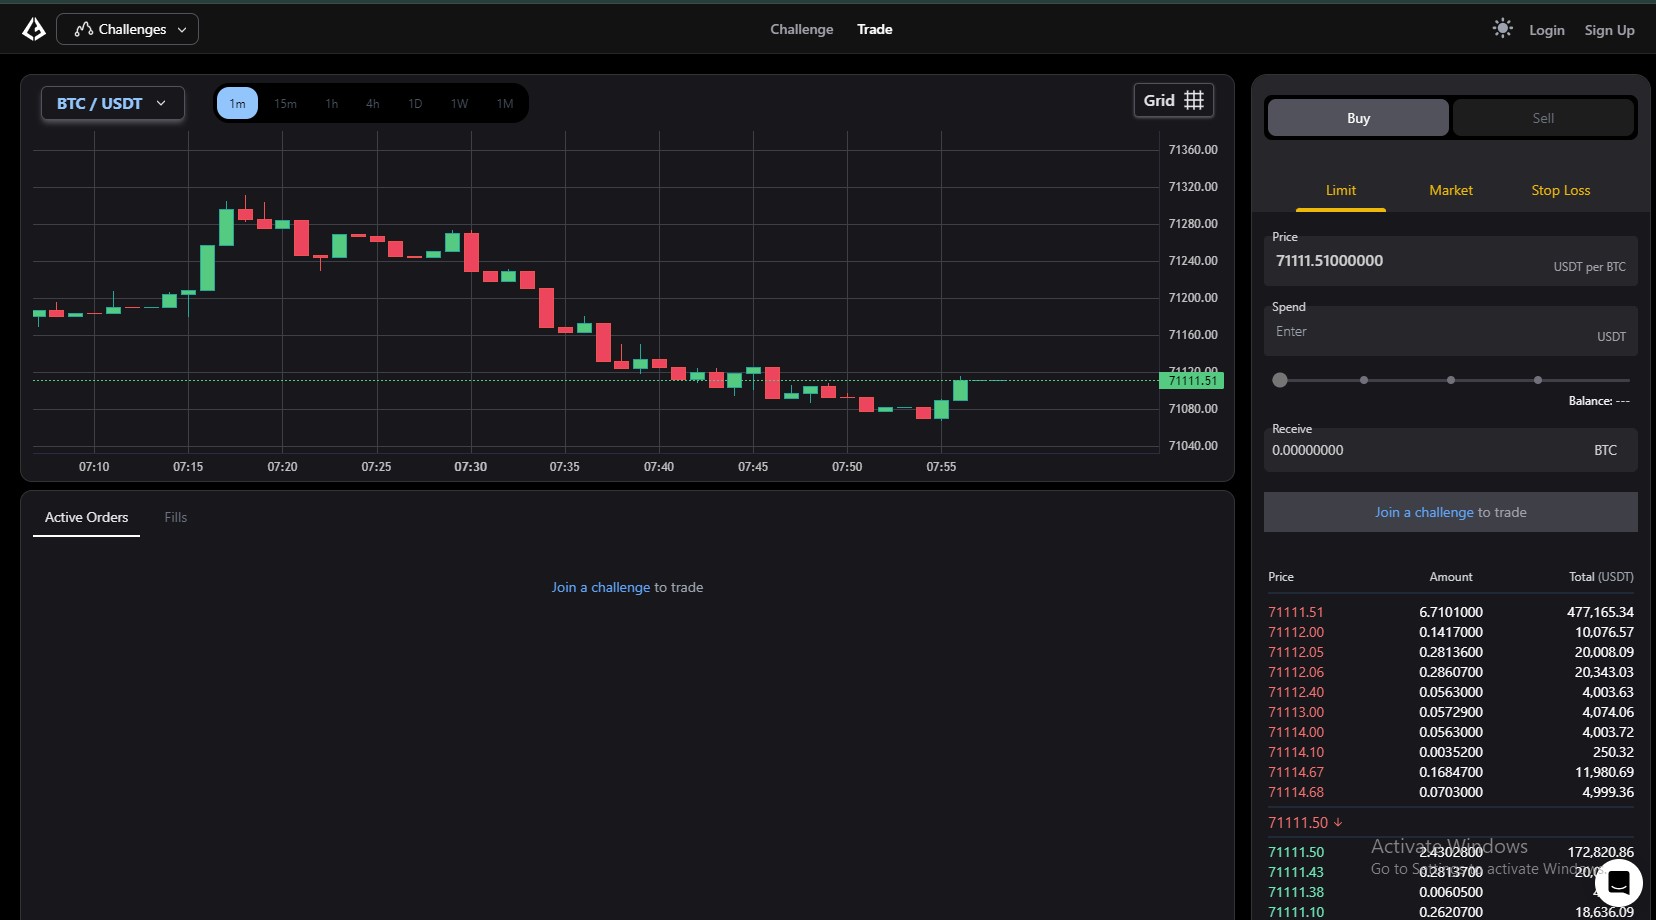 Challenges
Challenge
Trade
Login
Sign Up
BTC / USDT
1m 15m 1h 4h 1D 1W 1M
Grid
71360.00
71320.00
71280.00
71240.00
71200.00
71160.00
71120.00
71111.51
71080.00
71040.00
07:10 07:15 07:20 07:25 07:30 07:35 07:40 07:45 07:50 07:55
Active Orders
Fills
Join a challenge to trade
Buy
Sell
Limit
Market
Stop Loss
Price
71111.51000000
USDT per BTC
Spend
Enter
USDT
Balance: ---
Receive
0.00000000
BTC
Join a challenge to trade
Price Amount Total (USDT)
71111.51 6.7101000 477,165.34
71112.00 0.1417000 10,076.57
71112.05 0.2813600 20,008.09
71112.06 0.2860700 20,343.03
71112.40 0.0563000 4,003.63
71113.00 0.0572900 4,074.06
71114.00 0.0563000 4,003.72
71114.10 0.0035200 250.32
71114.67 0.1684700 11,980.69
71114.68 0.0703000 4,999.36
71111.50 ↓
71111.50 2.4302800 172,820.86
71111.43 0.2813700
71111.38 0.0060500
71111.10 0.2620700 18,636.09
Activate Windows
Go to Settings to activate Windows.